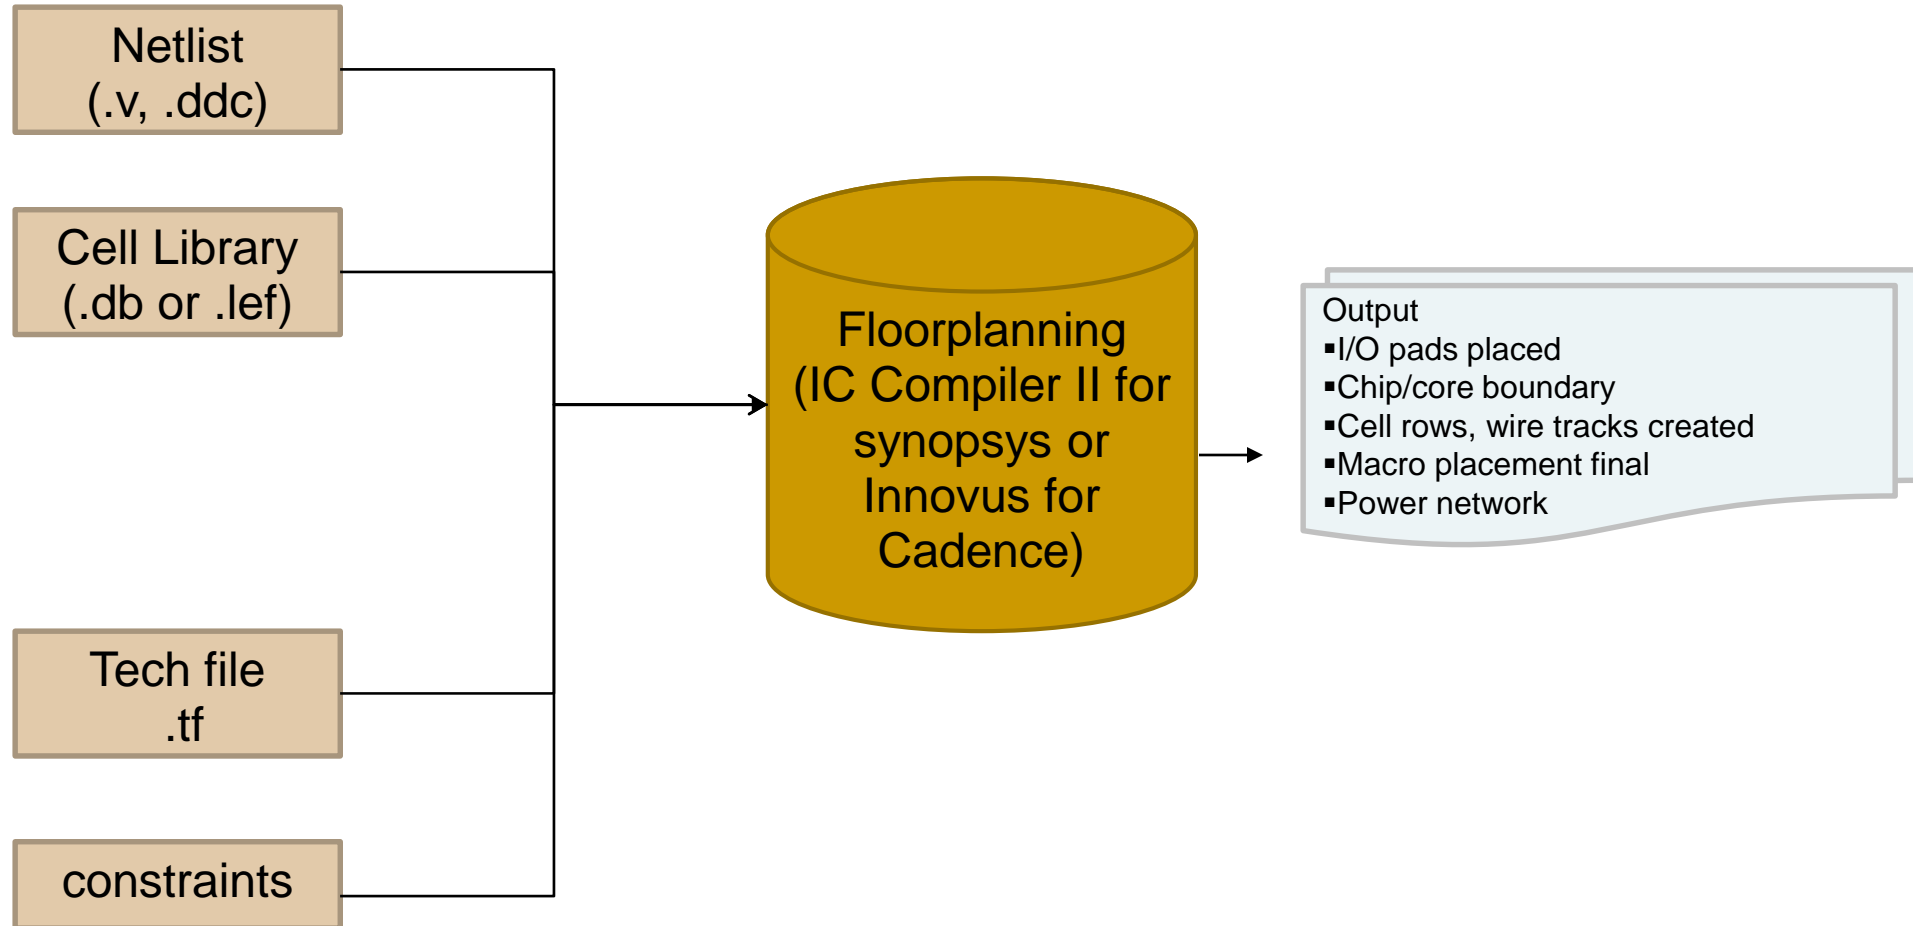 Netlist
(.v, .ddc)
Cell Library
(.db or .lef)
Tech file
.tf
constraints
Floorplanning
(IC Compiler II for
synopsys or
Innovus for
Cadence)
Output
▪I/O pads placed
▪Chip/core boundary
▪Cell rows, wire tracks created
▪Macro placement final
▪Power network